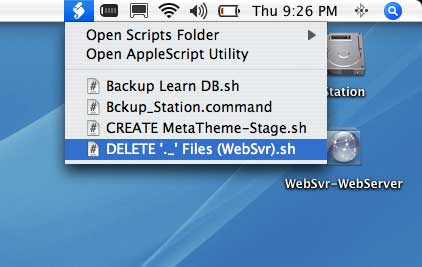 Thu 9:26 PM
Open Scripts Folder
Open AppleScript Utility
Backup Learn DB.sh
Bckup_Station.command
CREATE MetaTheme-Stage.sh
DELETE '._' Files (WebSvr).sh
Station
WebSvr-WebServer